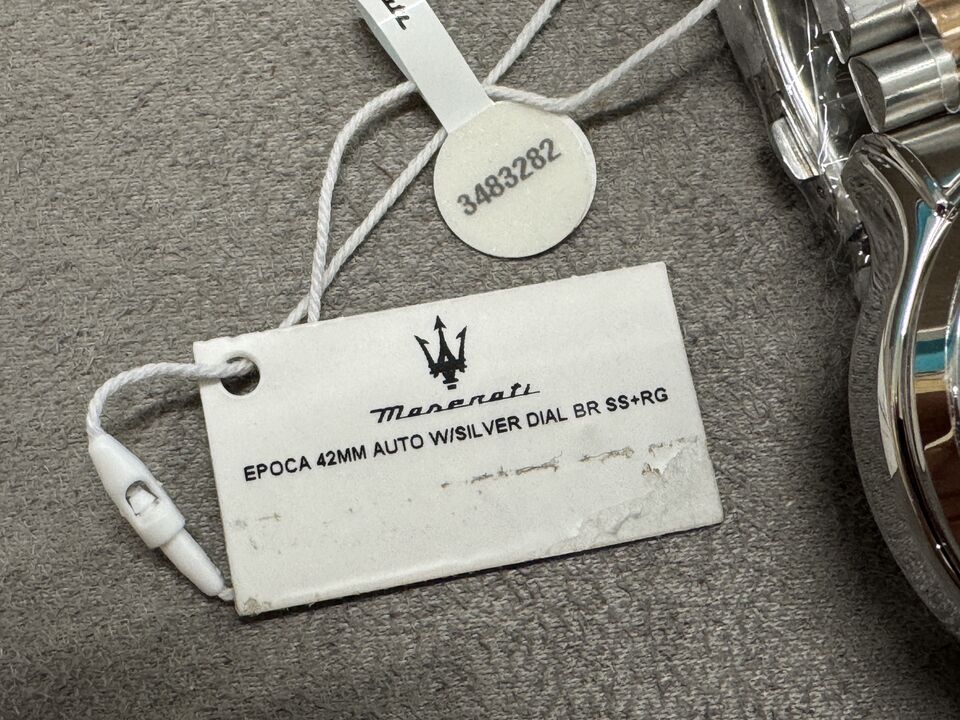 3483282
Maserati
EPOCA 42MM AUTO W/SILVER DIAL BR SS+RG